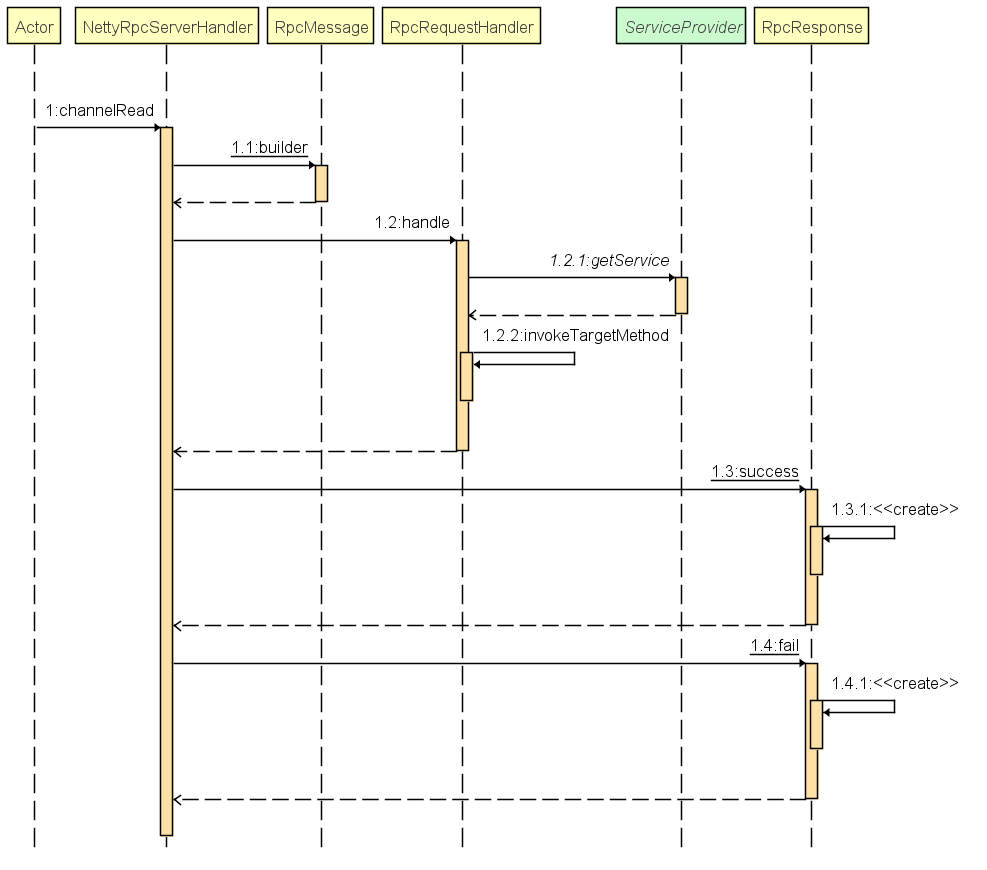 Actor
NettyRpcServerHandler
RpcMessage
RpcRequestHandler
ServiceProvider
RpcResponse
1:channelRead
1.1:builder
1.2:handle
1.2.1:getService
1.2.2:invokeTargetMethod
1.3:success
1.3.1:<<create>>
1.4:fail
1.4.1:<<create>>